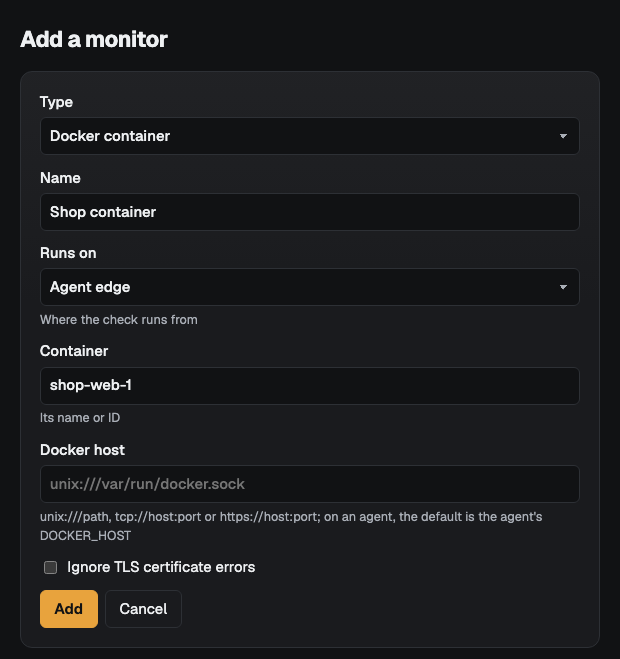 Add a monitor
Type
Docker container
Name
Shop container
Runs on
Agent edge
Where the check runs from
Container
shop-web-1
Its name or ID
Docker host
unix:///var/run/docker.sock
unix:///path, tcp://host:port or https://host:port; on an agent, the default is the agent's
DOCKER_HOST
Ignore TLS certificate errors
Add Cancel